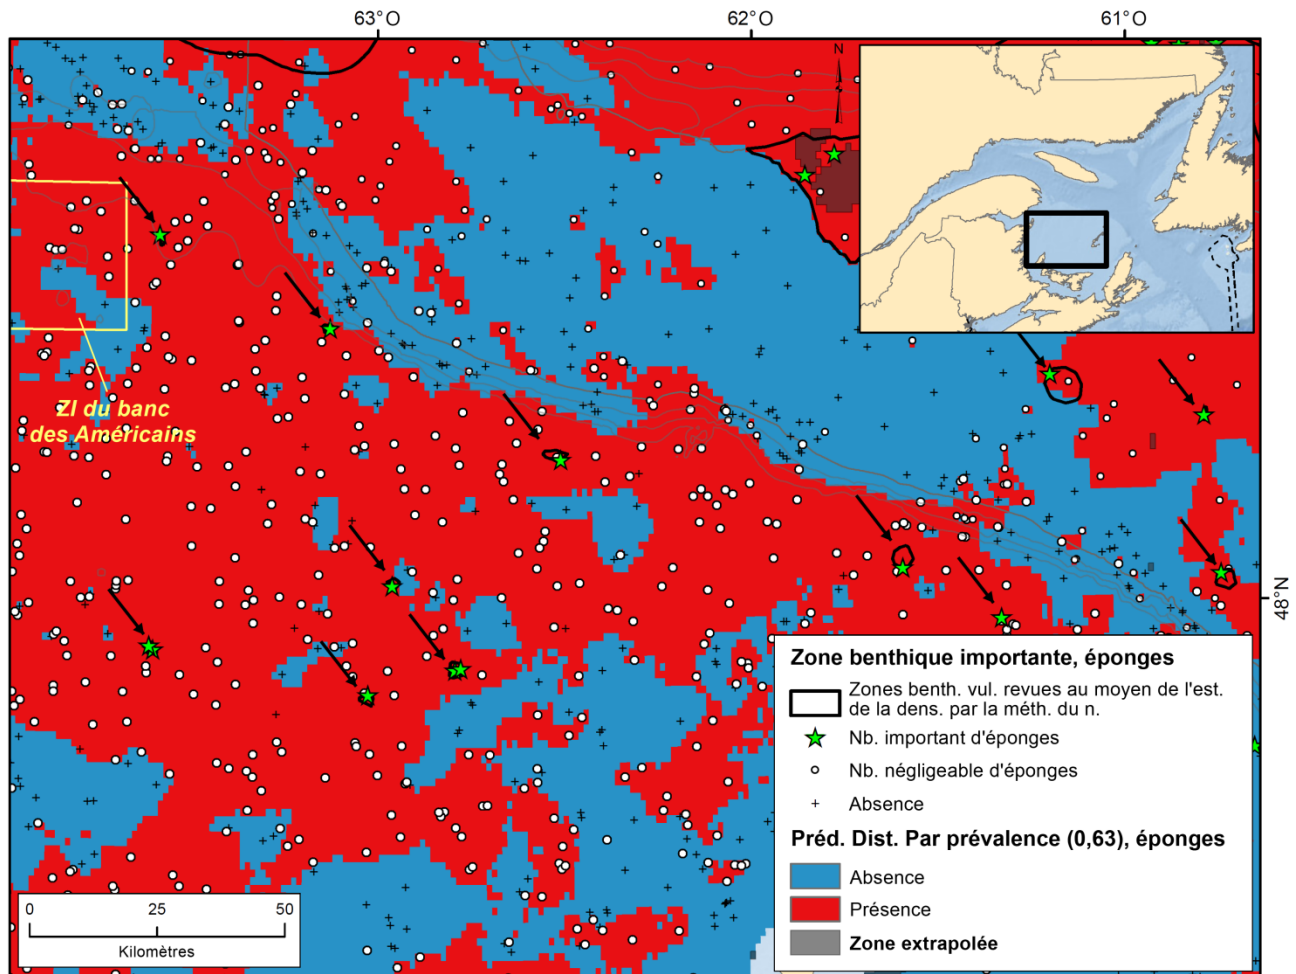 63°O
62°O
61°O
N
ZI du banc
des Américains
48°N
Zone benthique importante, éponges
Zones benth. vul. revues au moyen de l'est.
de la dens. par la méth. du n.
Nb. important d'éponges
Nb. négligeable d'éponges
Absence
Préd. Dist. Par prévalence (0,63), éponges
Absence
Présence
Zone extrapolée
0
25
50
Kilomètres